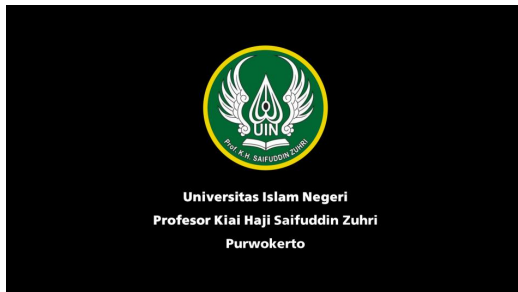 UIN
Prof. K.H. SAIFUDDIN ZUHRI
Universitas Islam Negeri
Profesor Kiai Haji Saifuddin Zuhri
Purwokerto